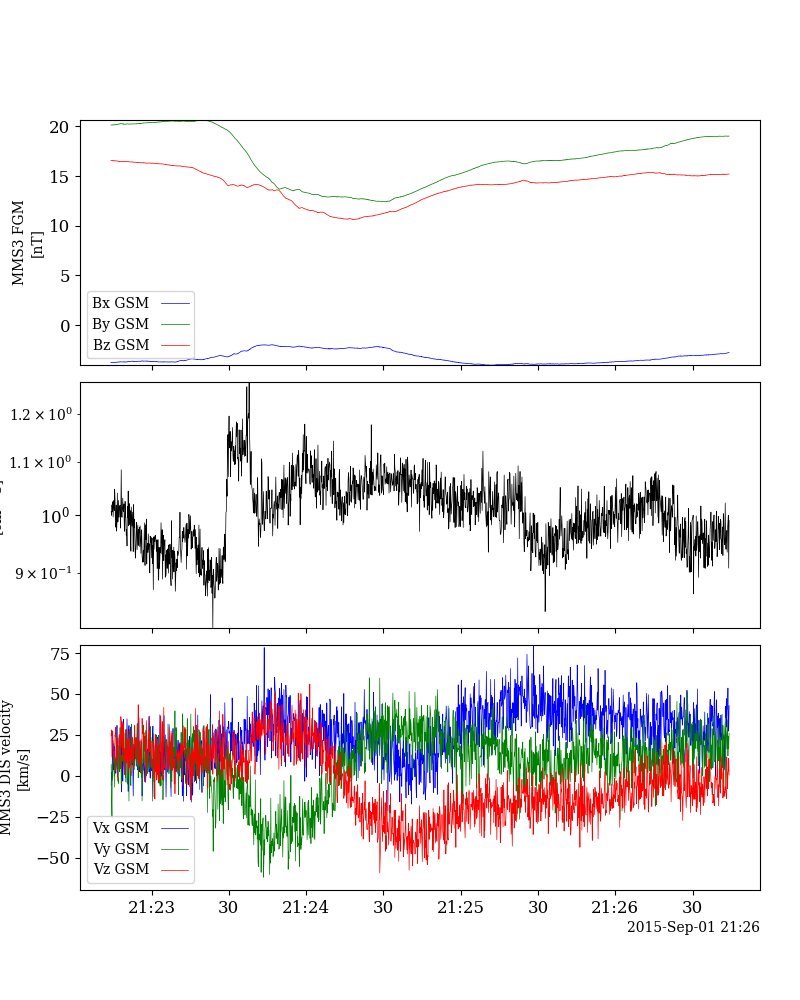 20
15
10
5
0
MMS3 FGM
[nT]
Bx GSM
By GSM
Bz GSM
1.2 × 10⁰
1.1 × 10⁰
10⁰
9 × 10⁻¹
75
50
25
0
−25
−50
MMS3 DIS velocity
[km/s]
Vx GSM
Vy GSM
Vz GSM
21:23 30 21:24 30 21:25 30 21:26 30
2015-Sep-01 21:26